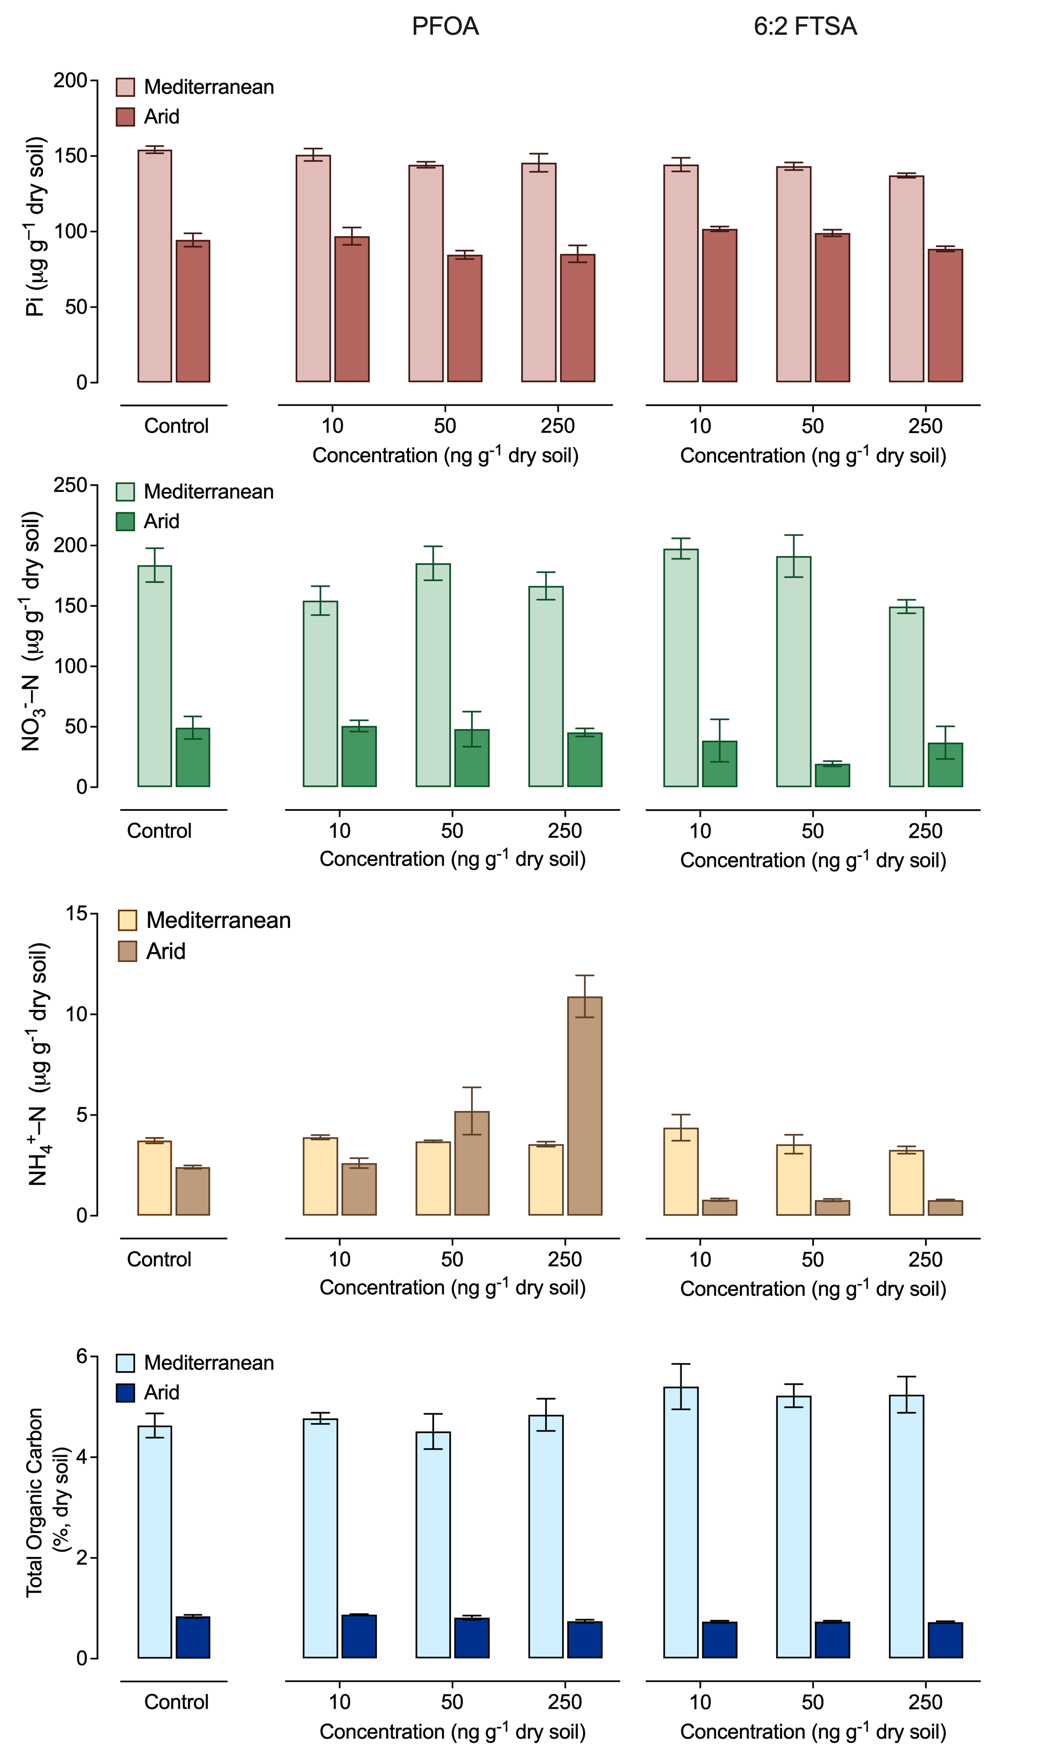 PFOA 6:2 FTSA
200
Mediterranean
Arid
150
100
50
0
Pi (μg g⁻¹ dry soil)
Control 10 50 250 10 50 250
Concentration (ng g⁻¹ dry soil) Concentration (ng g⁻¹ dry soil)
250
Mediterranean
Arid
200
150
100
50
0
NO₃⁻–N (μg g⁻¹ dry soil)
Control 10 50 250 10 50 250
Concentration (ng g⁻¹ dry soil) Concentration (ng g⁻¹ dry soil)
15
Mediterranean
Arid
10
5
0
NH₄⁺–N (μg g⁻¹ dry soil)
Control 10 50 250 10 50 250
Concentration (ng g⁻¹ dry soil) Concentration (ng g⁻¹ dry soil)
6
Mediterranean
Arid
4
2
0
Total Organic Carbon
(%, dry soil)
Control 10 50 250 10 50 250
Concentration (ng g⁻¹ dry soil) Concentration (ng g⁻¹ dry soil)